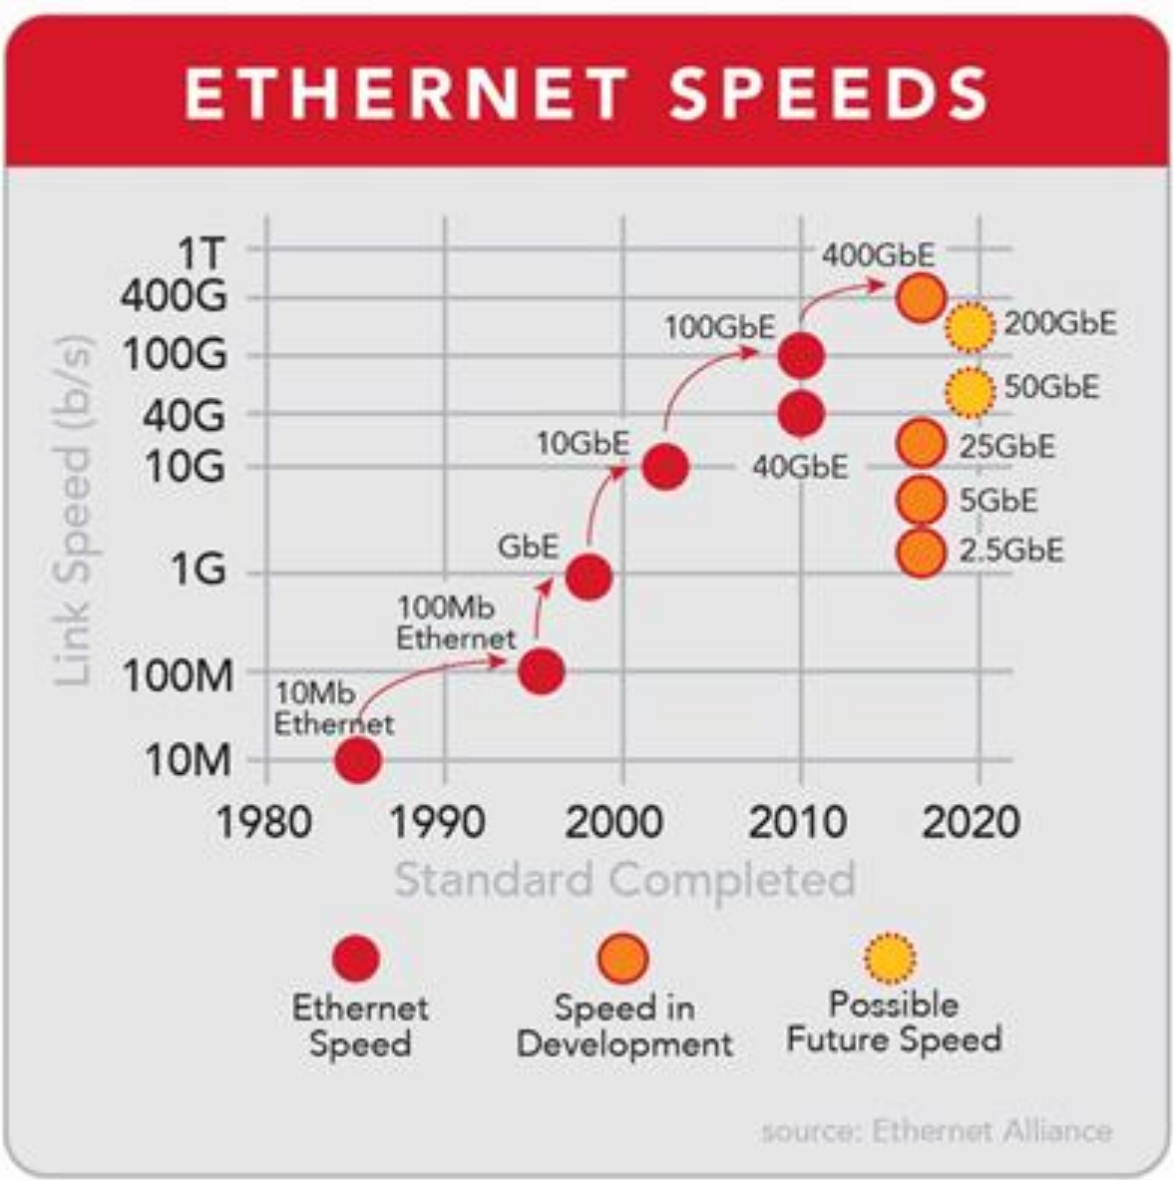 ETHERNET SPEEDS
Link Speed (b/s)
1T
400G
100G
40G
10G
1G
100M
10M
400GbE
200GbE
100GbE
50GbE
10GbE
40GbE
25GbE
5GbE
GbE
2.5GbE
100Mb
Ethernet
10Mb
Ethernet
1980 1990 2000 2010 2020
Standard Completed
Ethernet
Speed
Speed in
Development
Possible
Future Speed
source: Ethernet Alliance